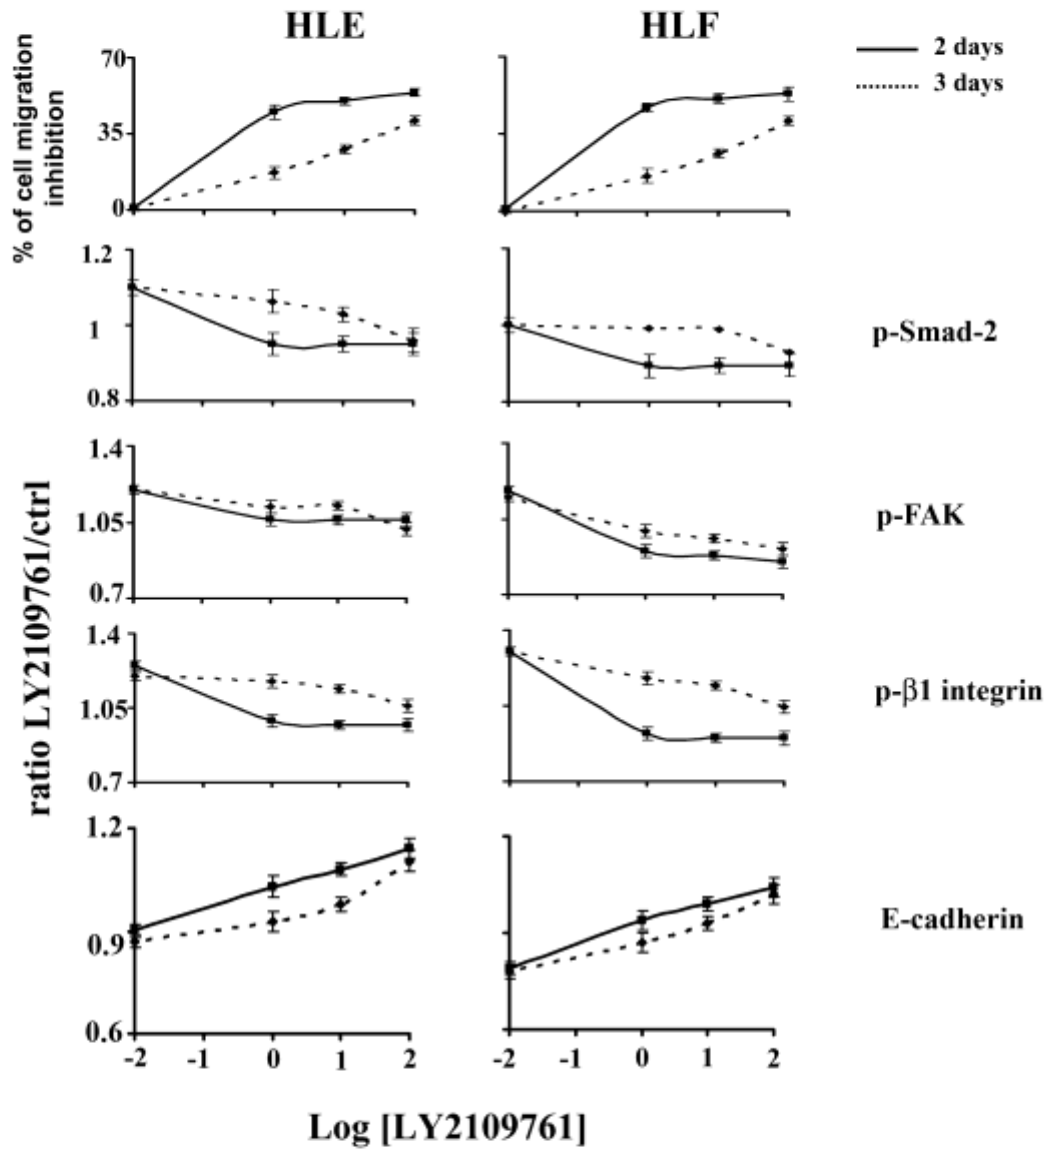 HLE HLF
2 days
3 days
% of cell migration
inhibition
70
35
0
1.2
1
0.8
p-Smad-2
ratio LY2109761/ctrl
1.4
1.05
0.7
p-FAK
1.4
1.05
0.7
p-β1 integrin
1.2
0.9
0.6
E-cadherin
-2 -1 0 1 2 -2 -1 0 1 2
Log [LY2109761]